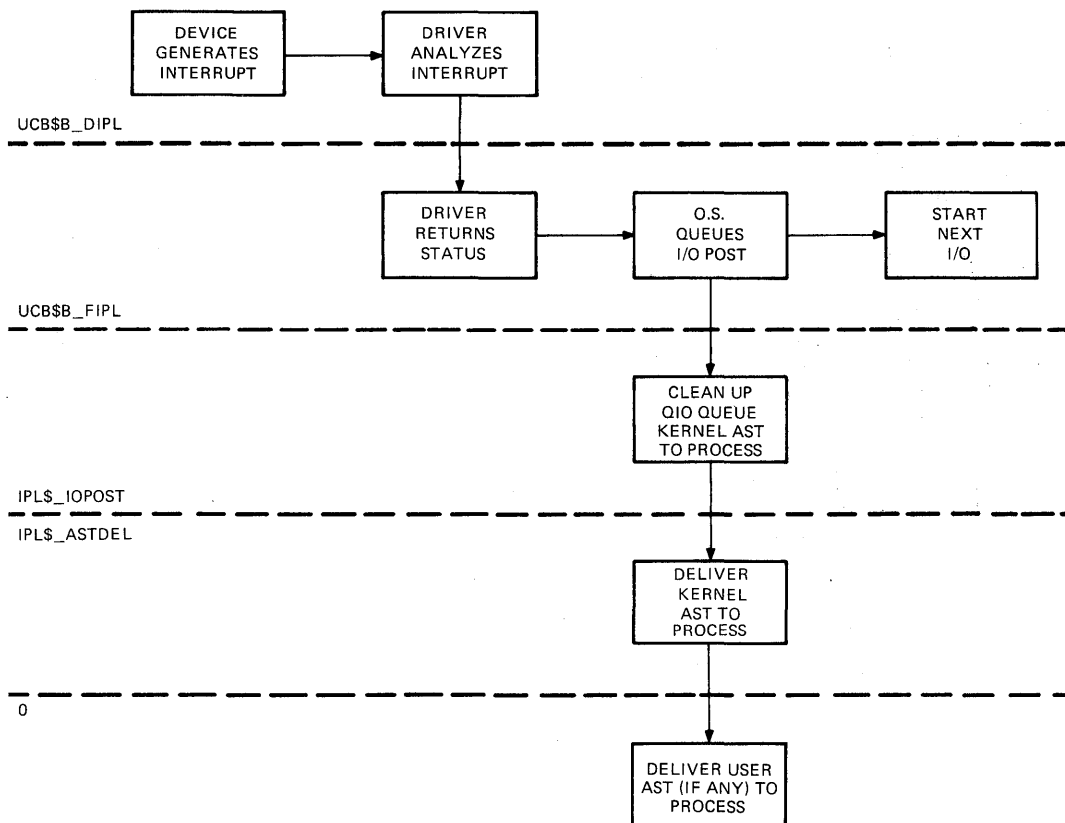 DEVICE
GENERATES
INTERRUPT
DRIVER
ANALYZES
INTERRUPT
UCB$B_DIPL
DRIVER
RETURNS
STATUS
O.S.
QUEUES
I/O POST
START
NEXT
I/O
UCB$B_FIPL
CLEAN UP
QIO QUEUE
KERNEL AST
TO PROCESS
IPL$_IOPOST
IPL$_ASTDEL
DELIVER
KERNEL
AST TO
PROCESS
0
DELIVER USER
AST (IF ANY) TO
PROCESS